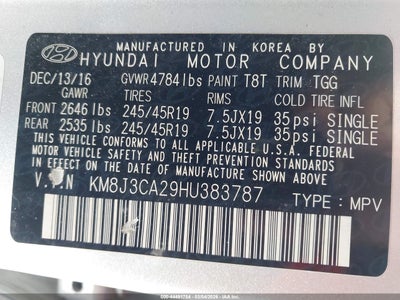 MANUFACTURED IN KOREA BY
HYUNDAI MOTOR COMPANY
DEC/13/16 GVWR 4784 lbs PAINT T8T TRIM TGG
GAWR TIRES RIMS COLD TIRE INFL
FRONT 2646 lbs 245/45R19 7.5JX19 35psi SINGLE
REAR 2535 lbs 245/45R19 7.5JX19 35psi SINGLE
THIS VEHICLE CONFORMS TO ALL APPLICABLE U.S.A. FEDERAL
MOTOR VEHICLE SAFETY, BUMPER, AND THEFT PREVENTION
STANDARDS IN EFFECT ON THE DATE OF MANUFACTURE SHOWN ABOVE.
V.I.N KM8J3CA29HU383787
TYPE : MPV